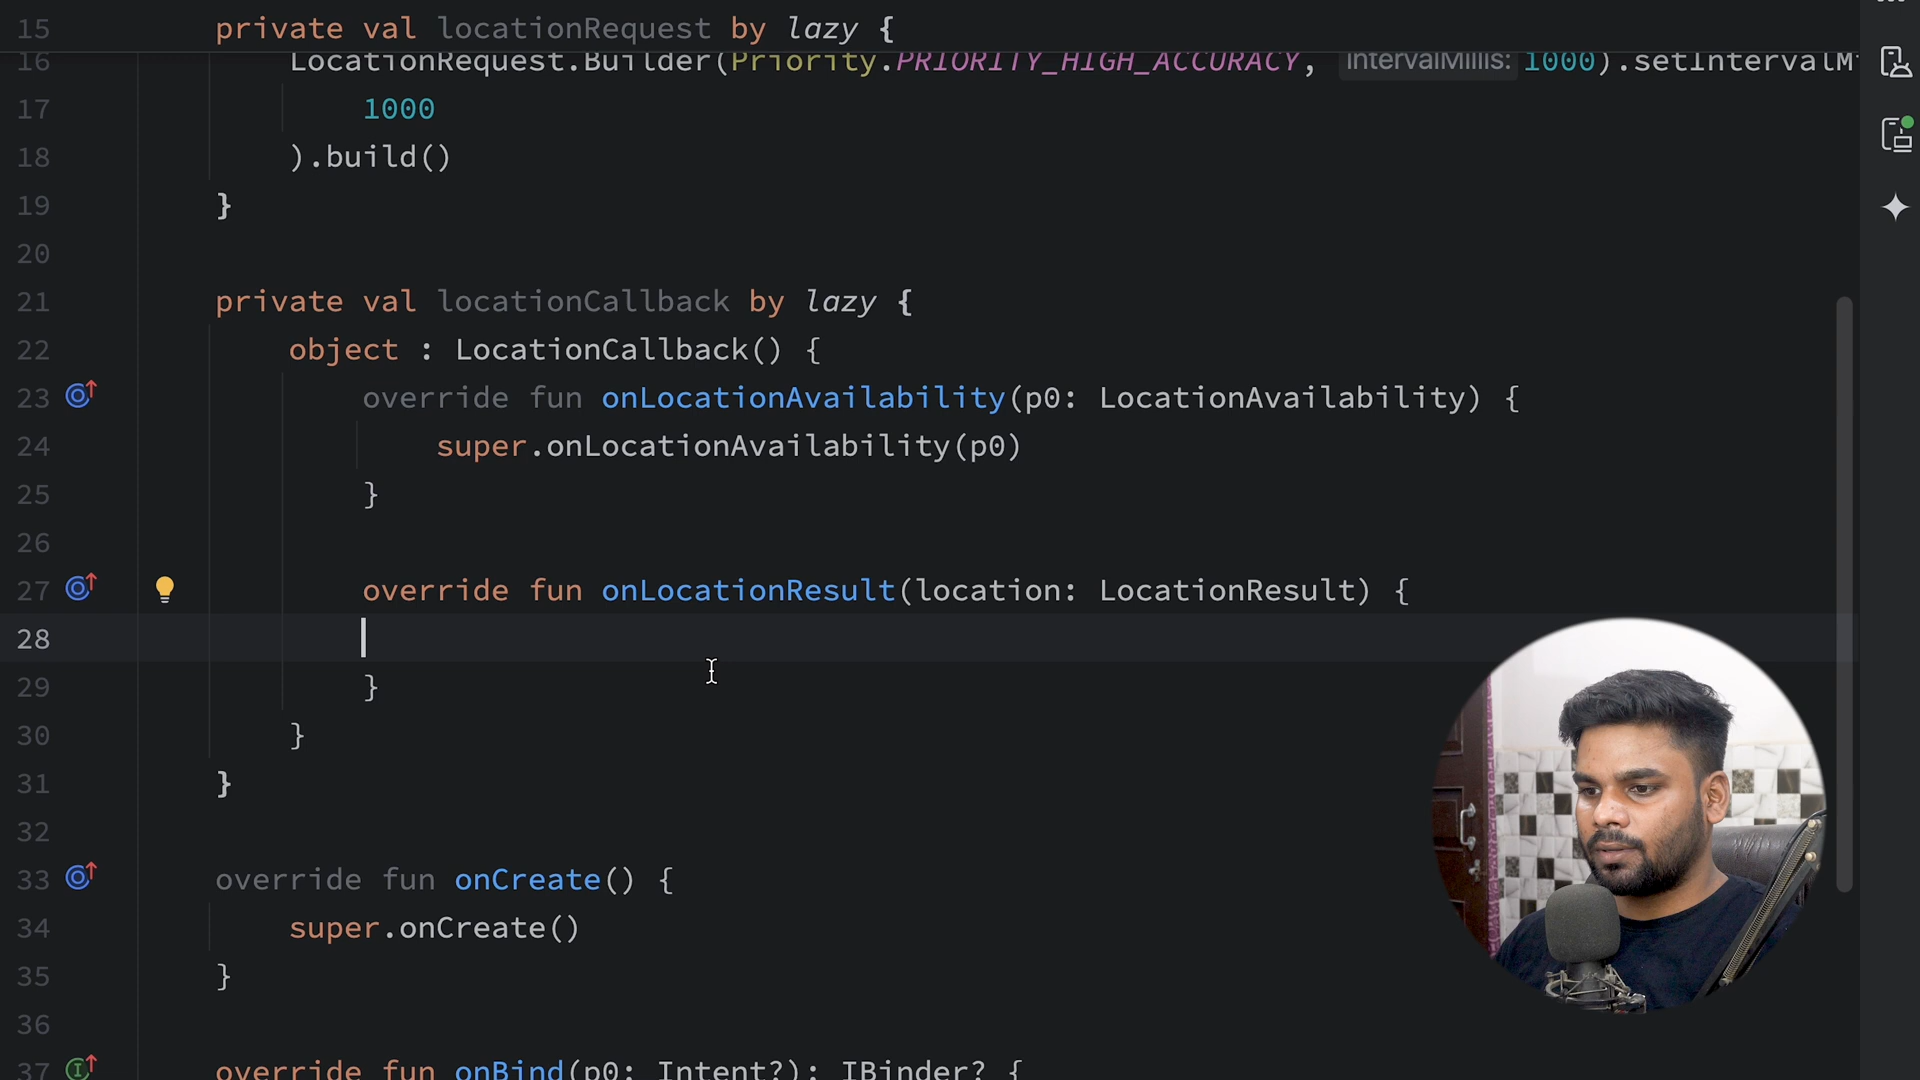 15 private val locationRequest by lazy {
16 LocationRequest.Builder(Priority.PRIORITY_HIGH_ACCURACY, intervalMillis: 1000).setIntervalM
17 1000
18 ).build()
19 }
20
21 private val locationCallback by lazy {
22 object : LocationCallback() {
23 override fun onLocationAvailability(p0: LocationAvailability) {
24 super.onLocationAvailability(p0)
25 }
26
27 override fun onLocationResult(location: LocationResult) {
28
29 }
30 }
31 }
32
33 override fun onCreate() {
34 super.onCreate()
35 }
36
37 override fun onBind(p0: Intent?): IBinder? {